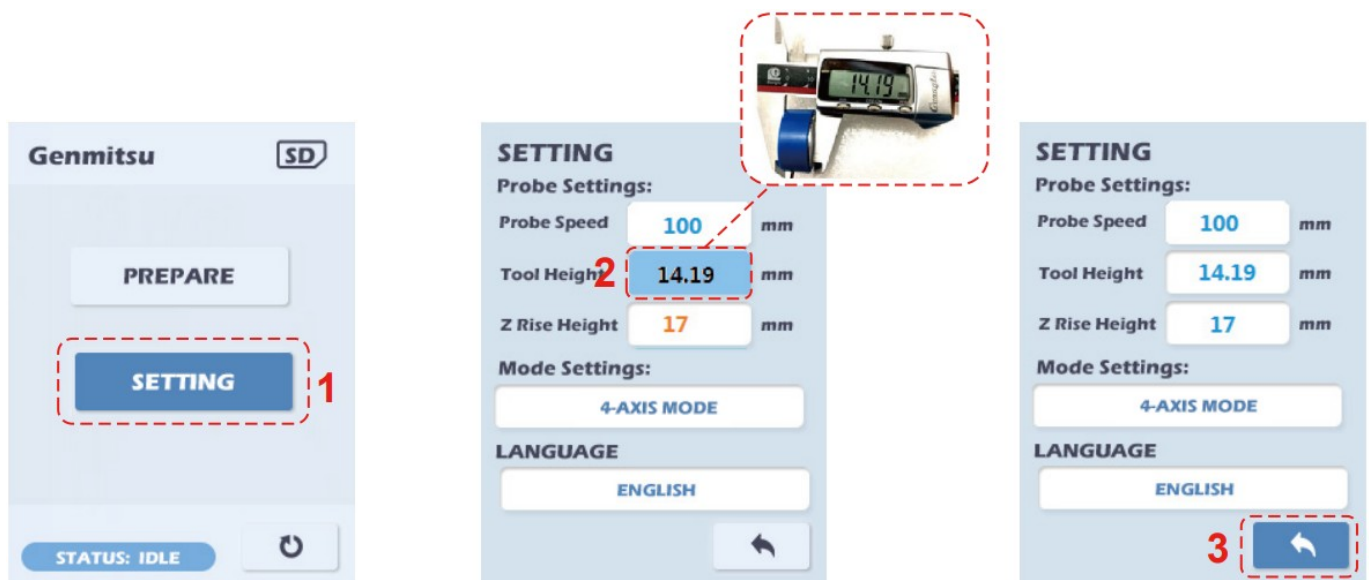 Genmitsu SD
PREPARE
SETTING
1
STATUS: IDLE
14.19
SETTING
Probe Settings:
Probe Speed 100 mm
Tool Height 2 14.19 mm
Z Rise Height 17 mm
Mode Settings:
4-AXIS MODE
LANGUAGE
ENGLISH
SETTING
Probe Settings:
Probe Speed 100 mm
Tool Height 14.19 mm
Z Rise Height 17 mm
Mode Settings:
4-AXIS MODE
LANGUAGE
ENGLISH
3